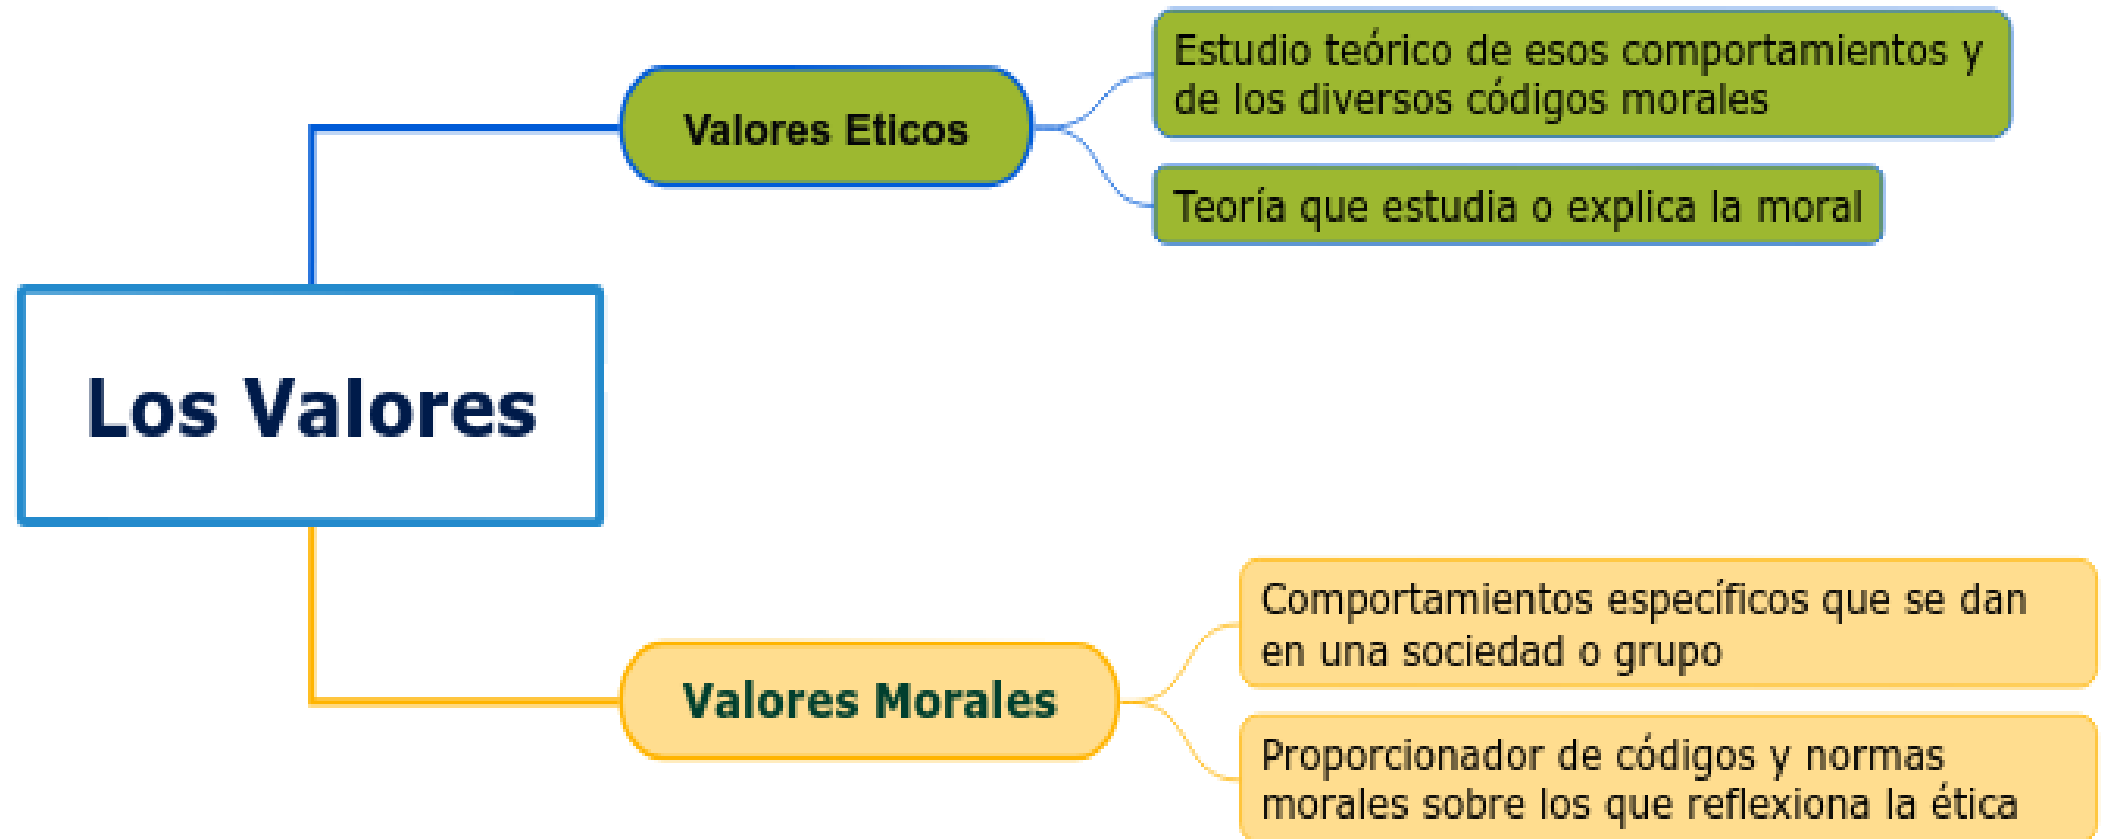 Estudio teórico de esos comportamientos y
de los diversos códigos morales
Valores Eticos
Teoría que estudia o explica la moral
Los Valores
Comportamientos específicos que se dan
en una sociedad o grupo
Valores Morales
Proporcionador de códigos y normas
morales sobre los que reflexiona la ética